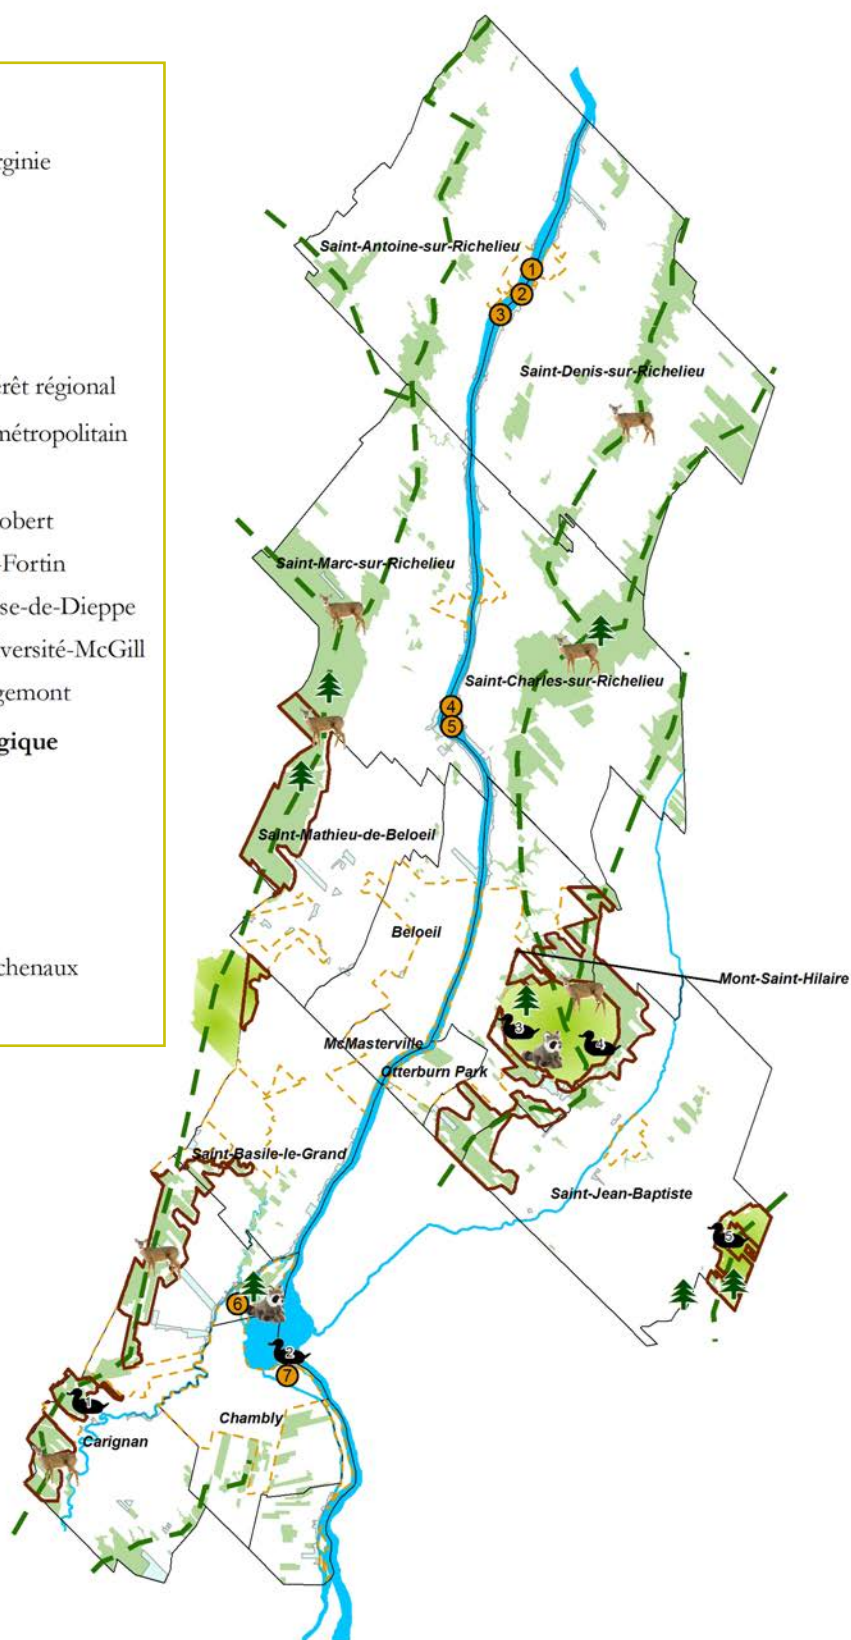 rginie
érêt régional
métropolitain
obert
-Fortin
se-de-Dieppe
versité-McGill
gemont
gique
chenaux
Saint-Antoine-sur-Richelieu
1
2
3
Saint-Denis-sur-Richelieu
Saint-Marc-sur-Richelieu
Saint-Charles-sur-Richelieu
4
5
Saint-Mathieu-de-Beloeil
Beloeil
Mont-Saint-Hilaire
3
4
McMasterville
Otterburn Park
Saint-Basile-le-Grand
Saint-Jean-Baptiste
5
6
2
7
1
Chambly
Carignan